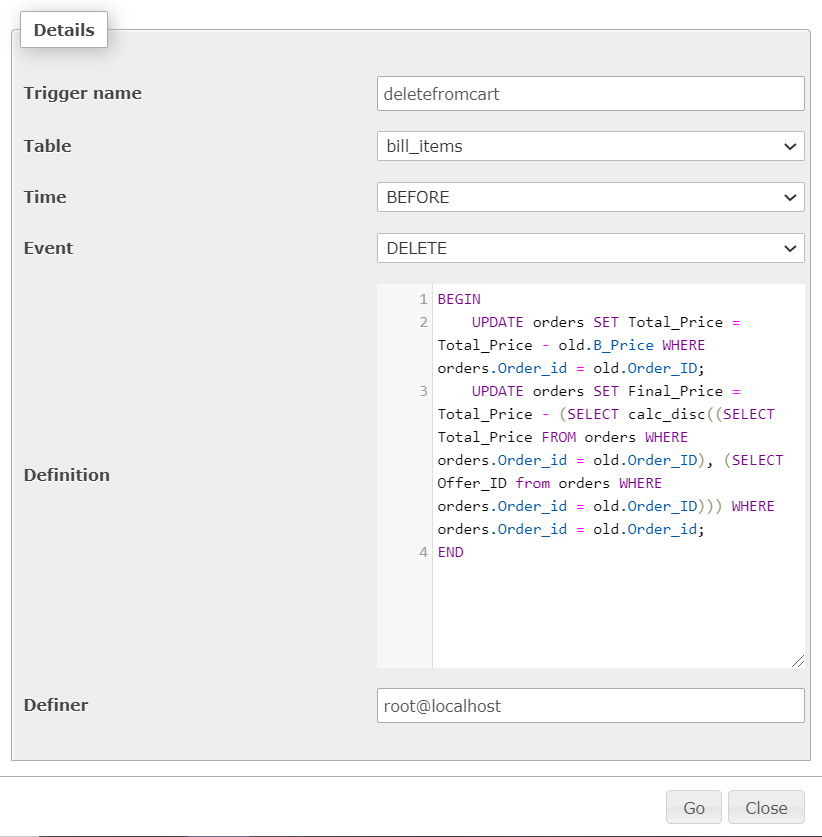 Details
Trigger name
deletefromcart
Table
bill_items
Time
BEFORE
Event
DELETE
Definition
1 BEGIN
2 UPDATE orders SET Total_Price =
Total_Price - old.B_Price WHERE
orders.Order_id = old.Order_ID;
3 UPDATE orders SET Final_Price =
Total_Price - (SELECT calc_disc((SELECT
Total_Price FROM orders WHERE
orders.Order_id = old.Order_ID), (SELECT
Offer_ID from orders WHERE
orders.Order_id = old.Order_ID))) WHERE
orders.Order_id = old.Order_id;
4 END
Definer
root@localhost
Go
Close